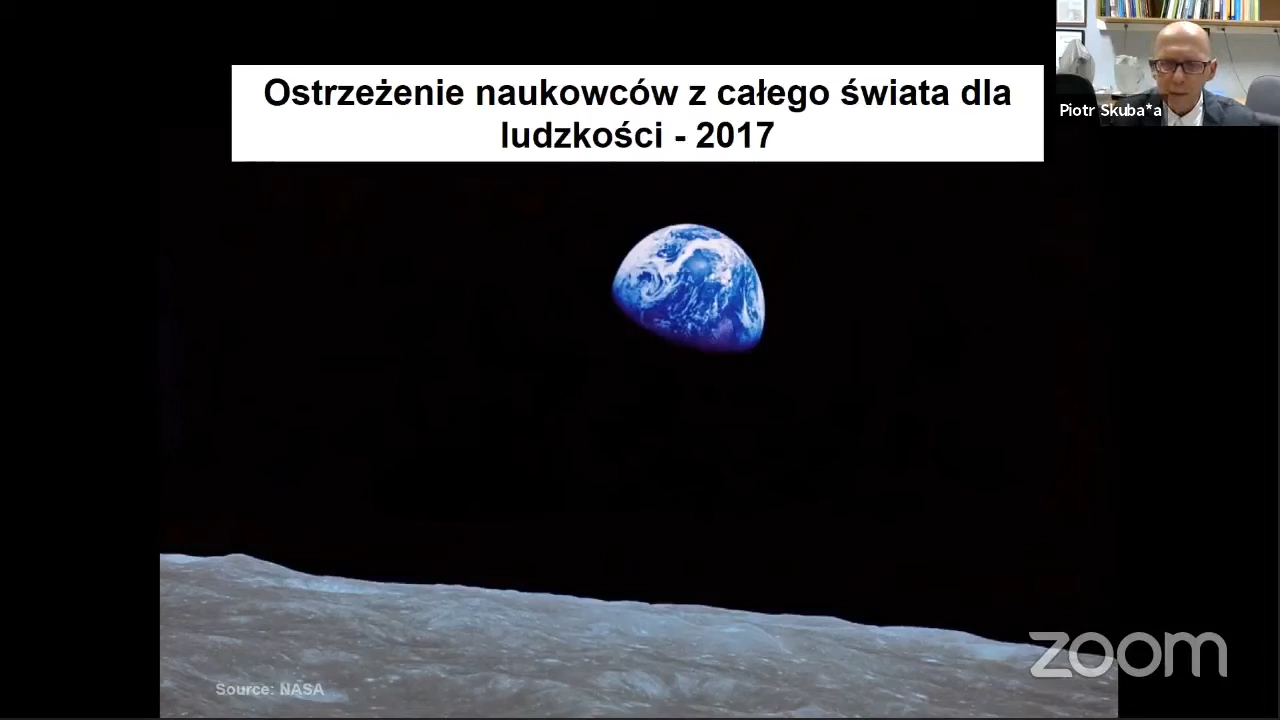 Ostrzeżenie naukowców z całego świata dla
ludzkości - 2017
Piotr Skuba*a
Source: NASA
zoom